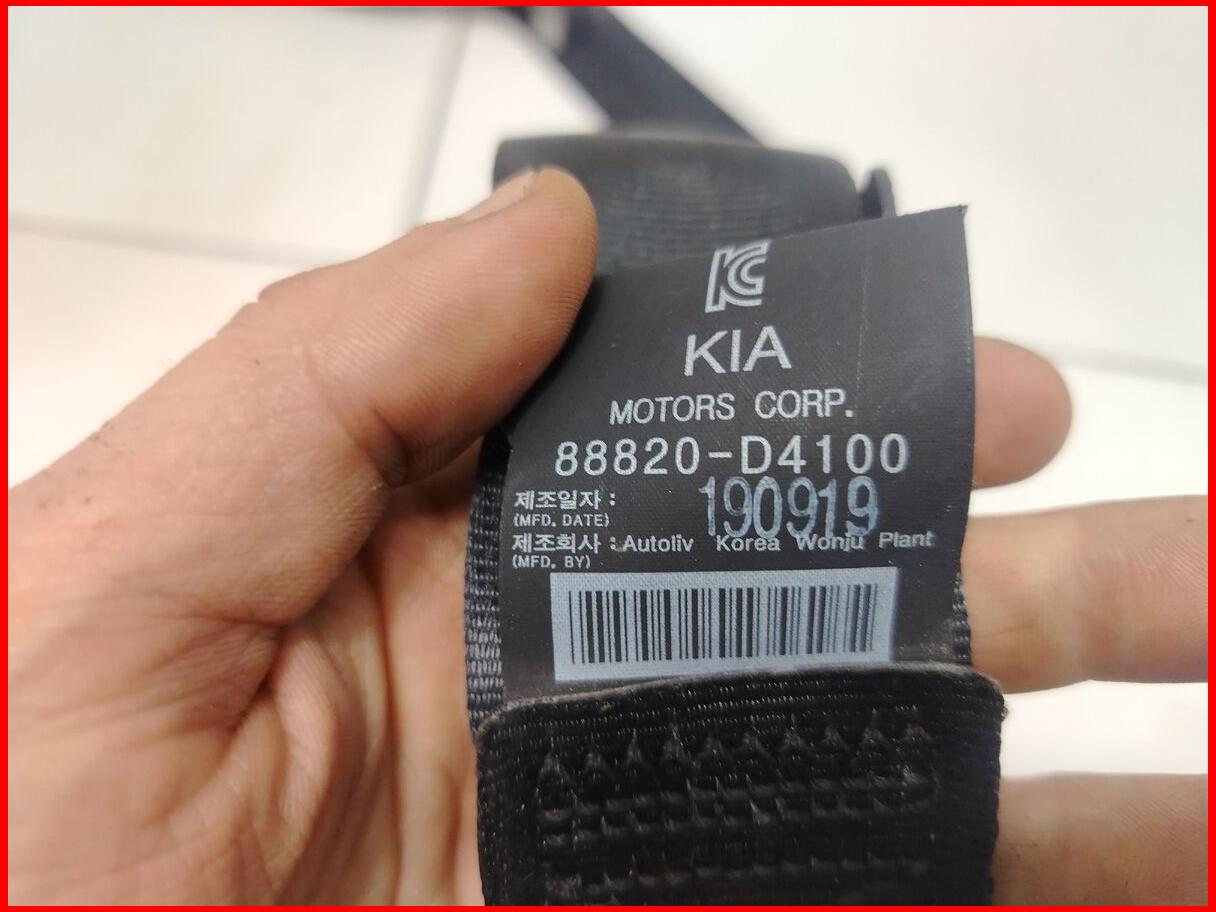 KC
KIA
MOTORS CORP.
88820-D4100
제조일자 : 190919
(MFD. DATE)
제조회사 : Autoliv Korea Wonju Plant
(MFD. BY)